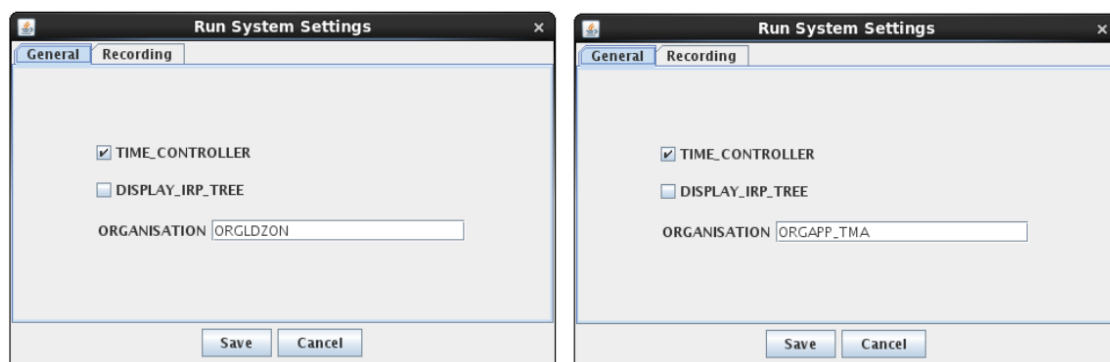 Run System Settings
General Recording
TIME_CONTROLLER
DISPLAY_IRP_TREE
ORGANISATION ORGLDZON
Save Cancel
Run System Settings
General Recording
TIME_CONTROLLER
DISPLAY_IRP_TREE
ORGANISATION ORGAPP_TMA
Save Cancel